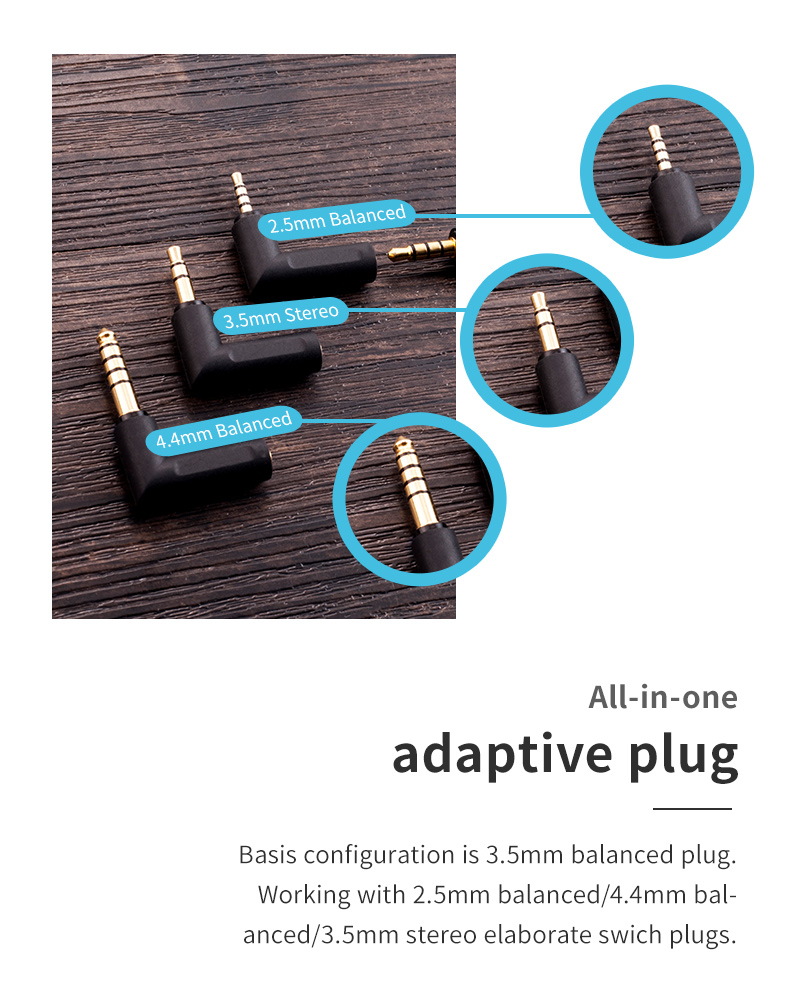 2.5mm Balanced
3.5mm Stereo
4.4mm Balanced
All-in-one
adaptive plug
Basis configuration is 3.5mm balanced plug.
Working with 2.5mm balanced/4.4mm bal-
anced/3.5mm stereo elaborate swich plugs.